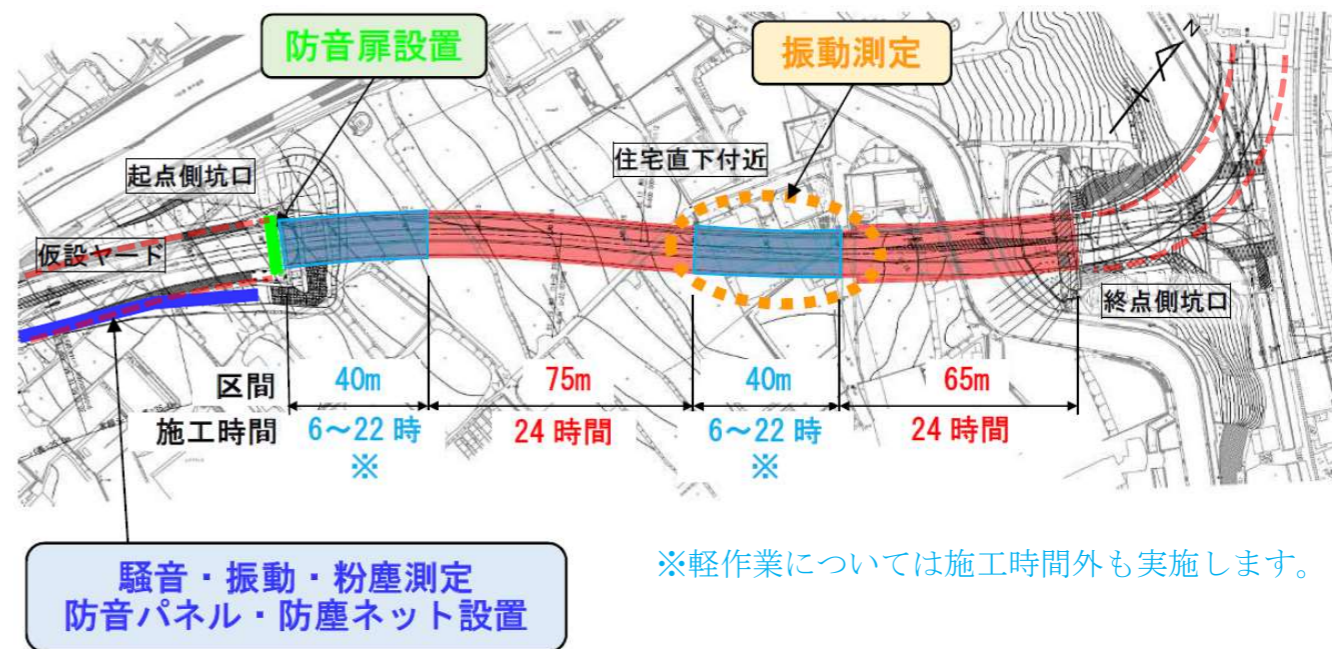 防音扉設置
振動測定
N
起点側坑口
住宅直下付近
仮設ヤード
終点側坑口
区間 40m 75m 40m 65m
施工時間 6～22時 24時間 6～22時 24時間
※ ※
騒音・振動・粉塵測定
防音パネル・防塵ネット設置
※軽作業については施工時間外も実施します。